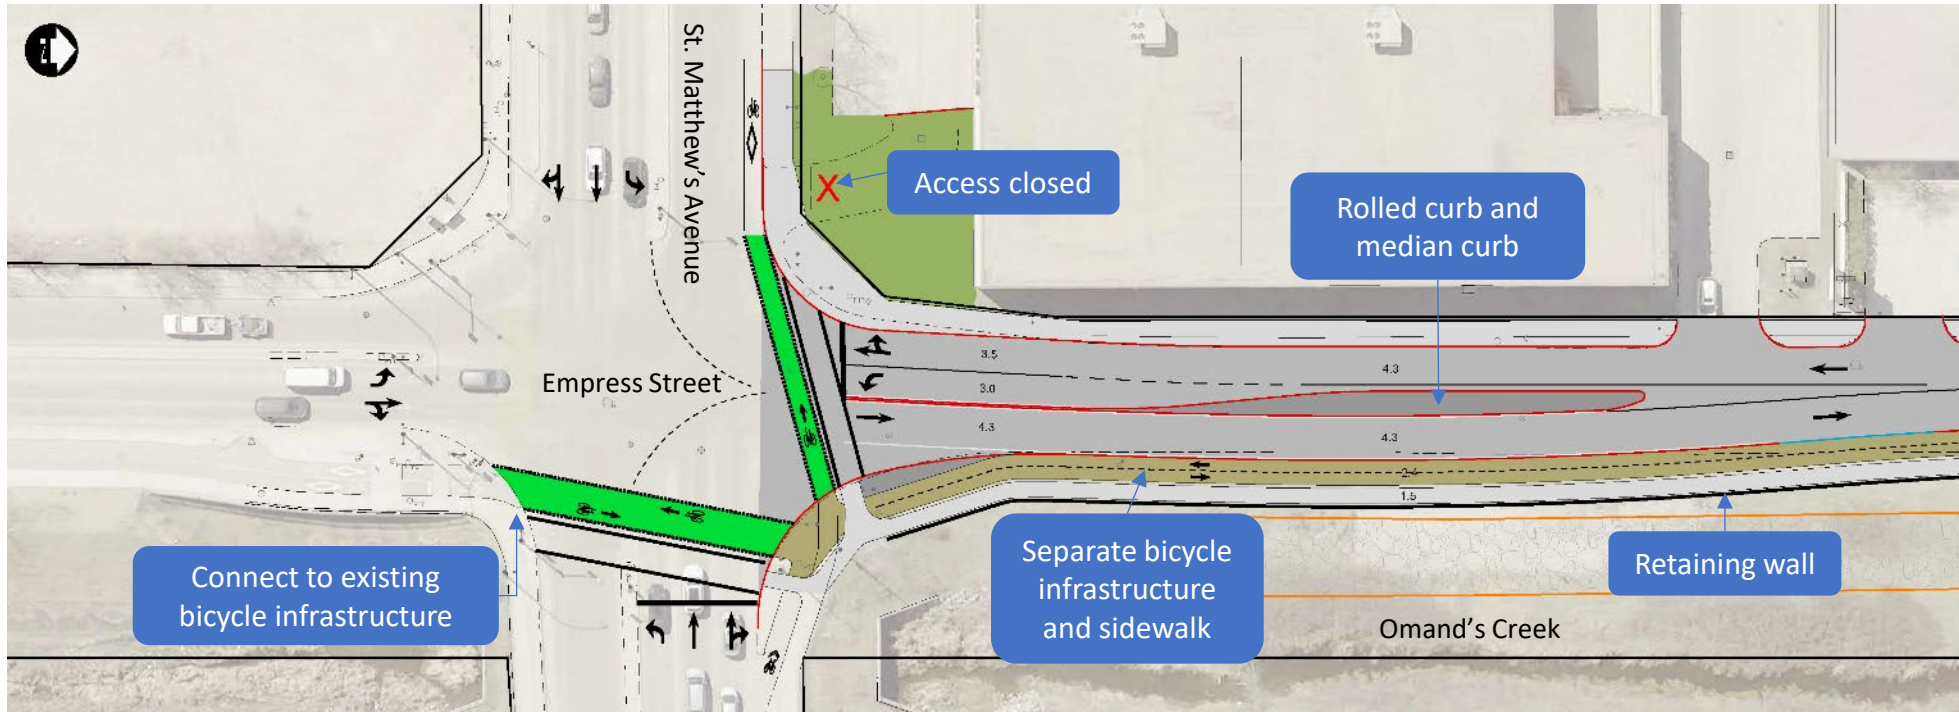 St. Matthew's Avenue
Access closed
Rolled curb and
median curb
Empress Street
3.5
3.0
4.3
4.3
4.3
1.5
Connect to existing
bicycle infrastructure
Separate bicycle
infrastructure
and sidewalk
Retaining wall
Omand's Creek
X